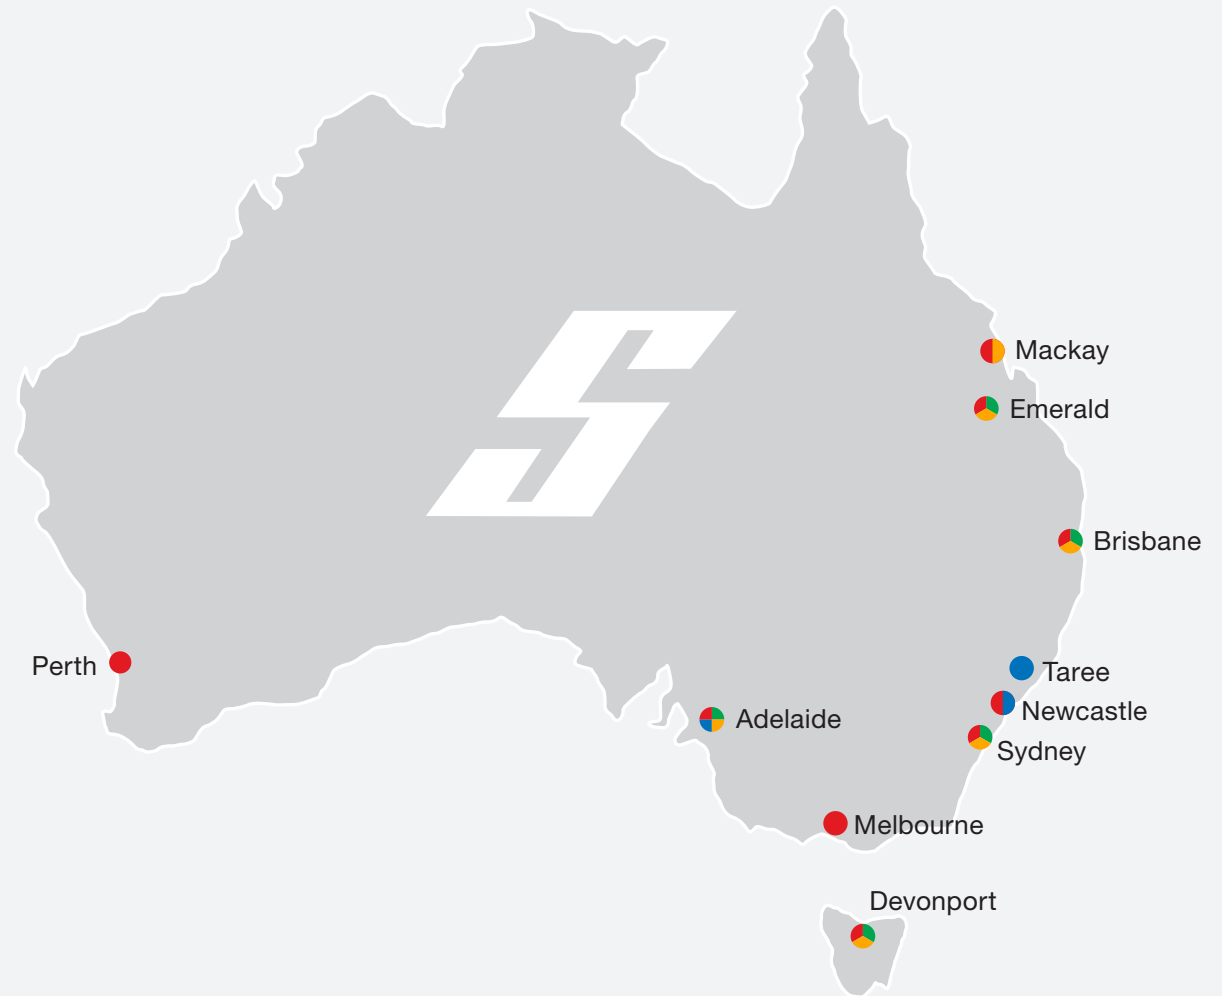 Mackay
Emerald
Brisbane
Perth
Taree
Adelaide
Newcastle
Sydney
Melbourne
Devonport